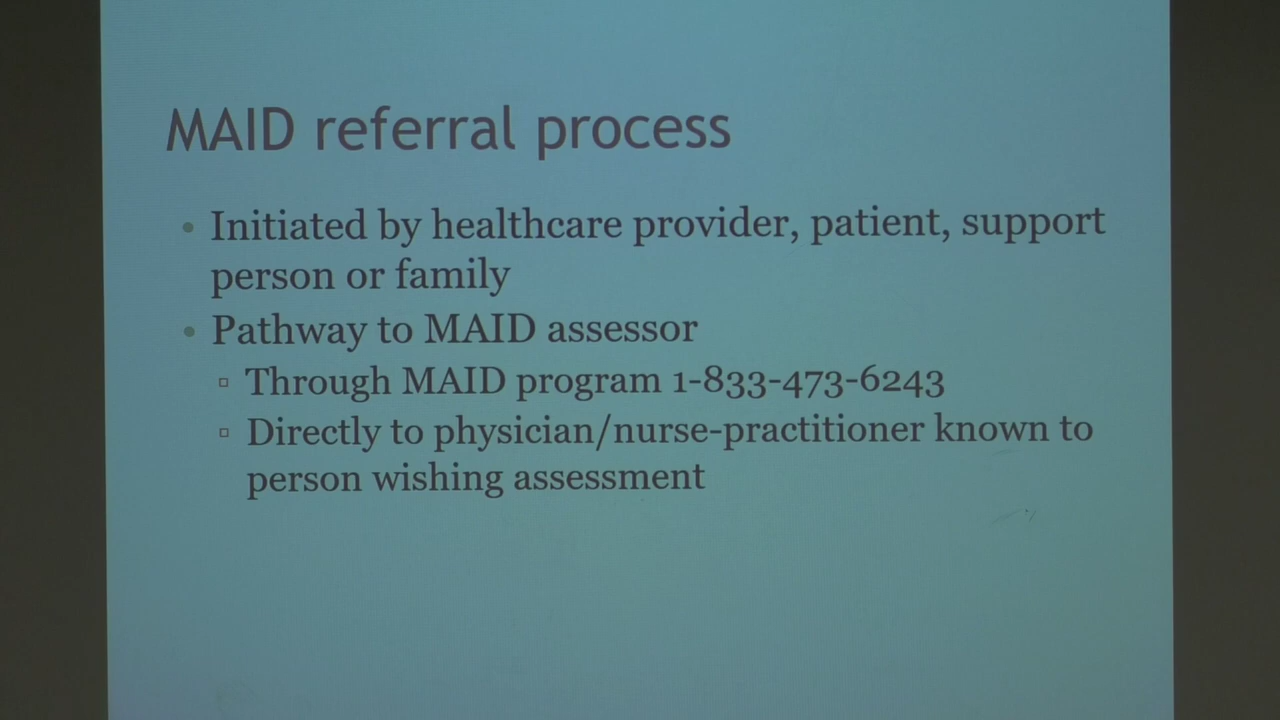 MAID referral process
• Initiated by healthcare provider, patient, support
person or family
• Pathway to MAID assessor
▫ Through MAID program 1-833-473-6243
▫ Directly to physician/nurse-practitioner known to
person wishing assessment